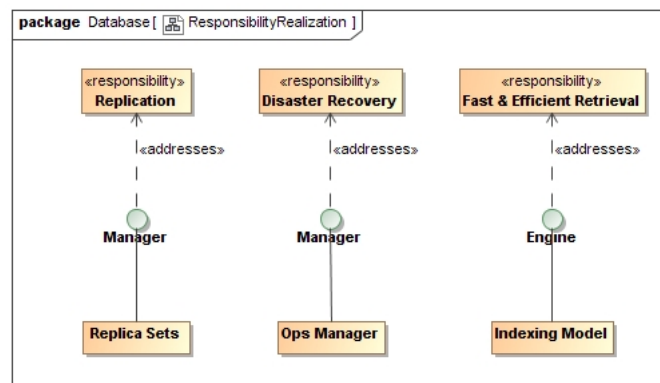 package Database [ ResponsibilityRealization ]
«responsibility» «responsibility» «responsibility»
Replication Disaster Recovery Fast & Efficient Retrieval
«addresses» «addresses» «addresses»
Manager Manager Engine
Replica Sets Ops Manager Indexing Model